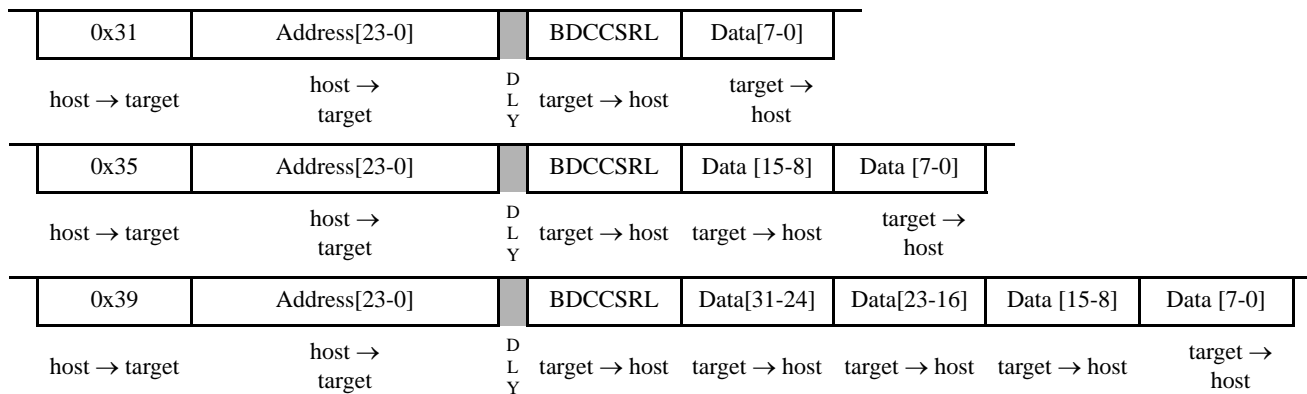 0x31 Address[23-0] BDCCSRL Data[7-0]
host → target host → target D L Y target → host target → host
0x35 Address[23-0] BDCCSRL Data [15-8] Data [7-0]
host → target host → target D L Y target → host target → host target → host
0x39 Address[23-0] BDCCSRL Data[31-24] Data[23-16] Data [15-8] Data [7-0]
host → target host → target D L Y target → host target → host target → host target → host target → host